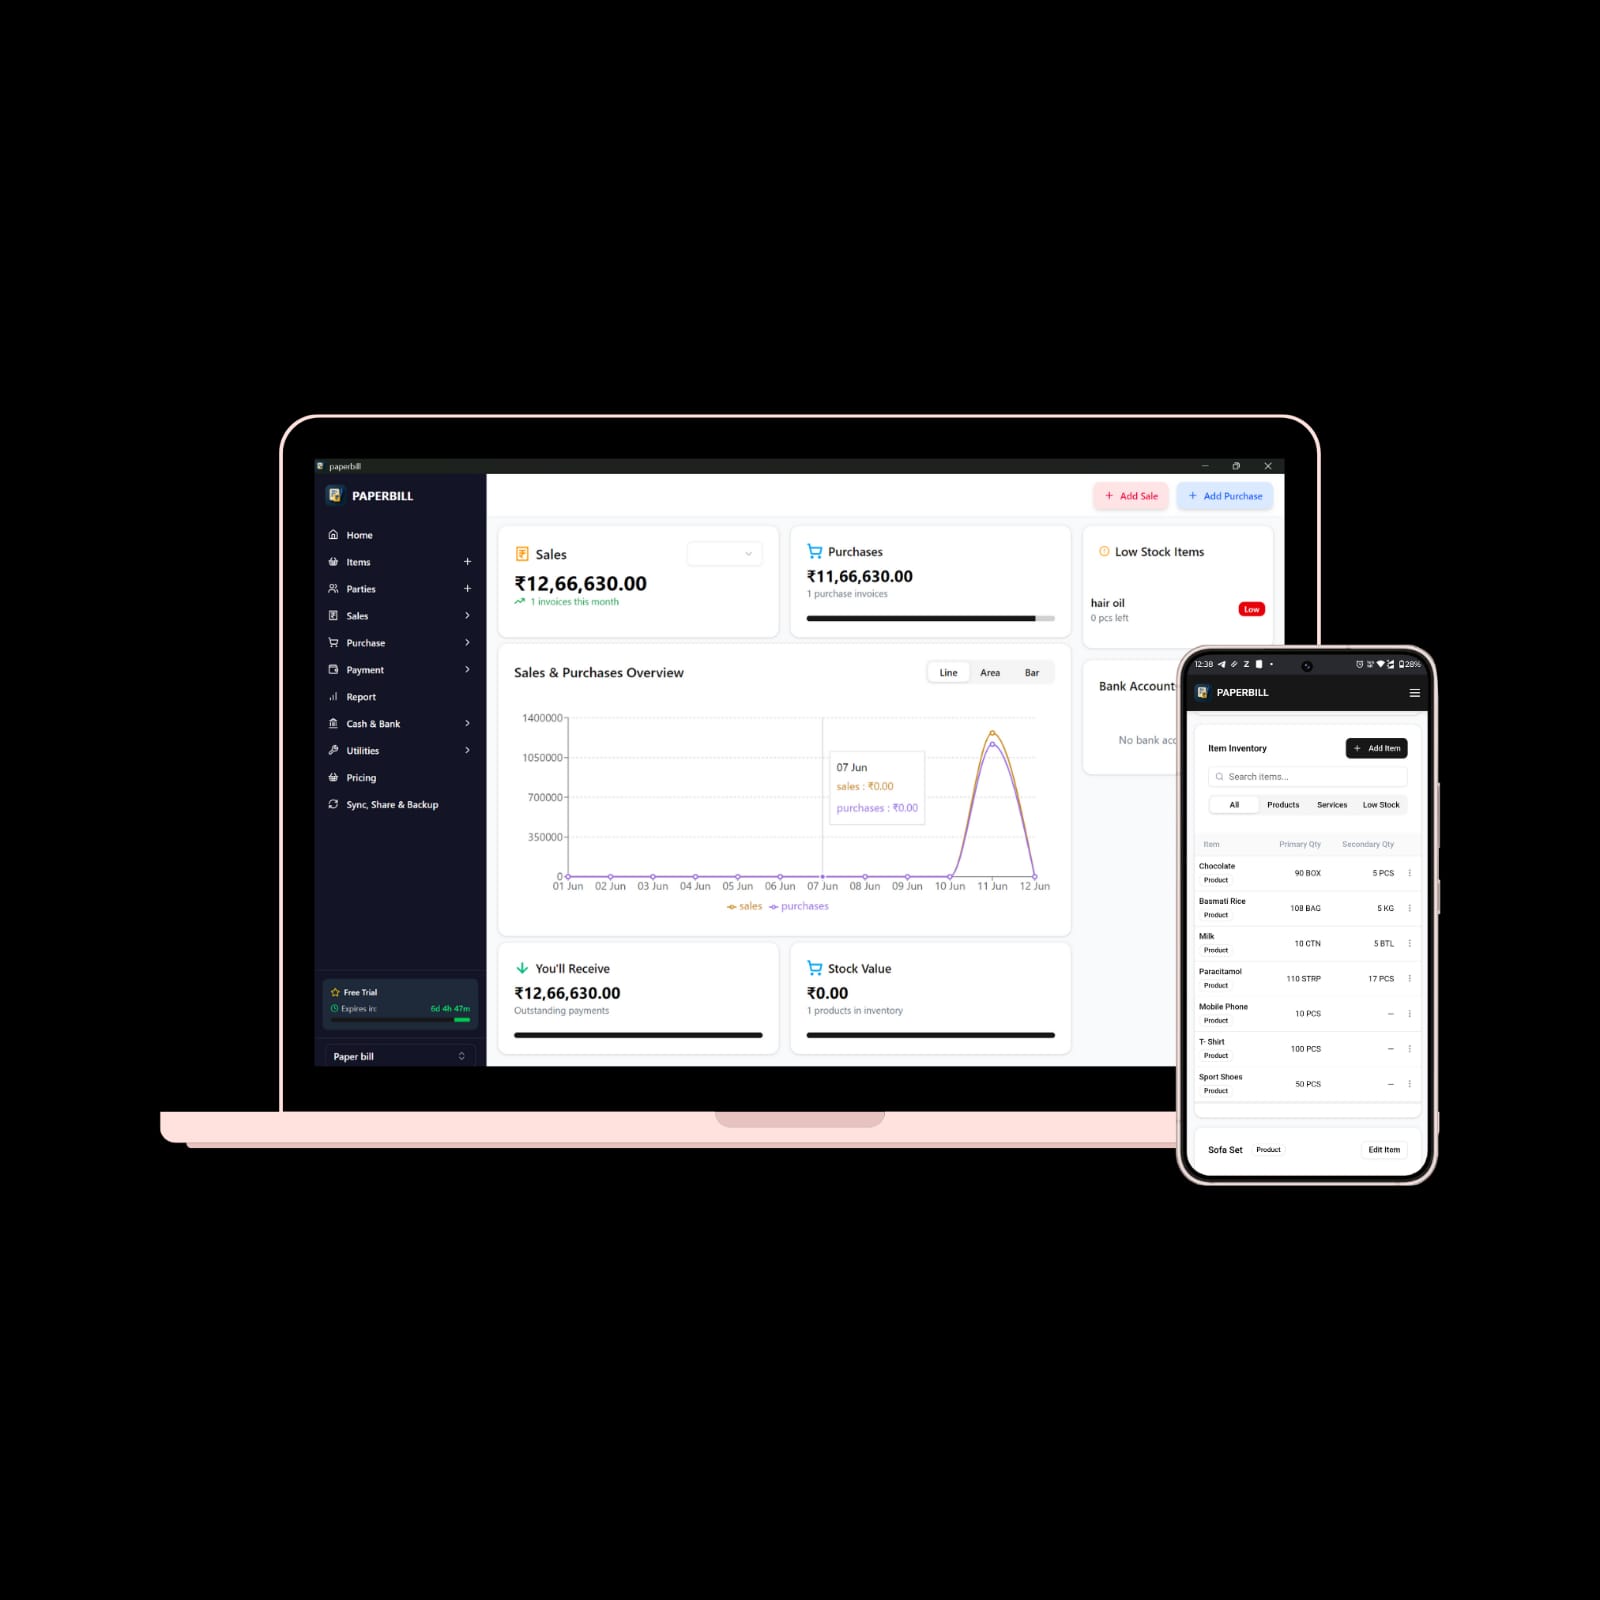 paperbill
PAPERBILL
Home
Items
Parties
Sales
Purchase
Payment
Report
Cash & Bank
Utilities
Pricing
Sync, Share & Backup
Free Trial
Expires in: 6d 4h 47m
Paper bill
+ Add Sale
+ Add Purchase
Sales
₹12,66,630.00
1 invoices this month
Purchases
₹11,66,630.00
1 purchase invoices
Low Stock Items
hair oil
0 pcs left
Low
Sales & Purchases Overview
Line Area Bar
1400000
1050000
700000
350000
0
07 Jun
sales : ₹0.00
purchases : ₹0.00
01 Jun 02 Jun 03 Jun 04 Jun 05 Jun 06 Jun 07 Jun 08 Jun 09 Jun 10 Jun 11 Jun 12 Jun
sales purchases
Bank Account
No bank acc
You'll Receive
₹12,66,630.00
Outstanding payments
Stock Value
₹0.00
1 products in inventory
12:38 Z 28%
PAPERBILL
Item Inventory
+ Add Item
Search items...
All Products Services Low Stock
Item Primary Qty Secondary Qty
Chocolate
Product 90 BOX 5 PCS
Basmati Rice
Product 108 BAG 5 KG
Milk
Product 10 CTN 5 BTL
Paracitamol
Product 110 STRP 17 PCS
Mobile Phone
Product 10 PCS –
T- Shirt
Product 100 PCS –
Sport Shoes
Product 50 PCS –
Sofa Set Product Edit Item